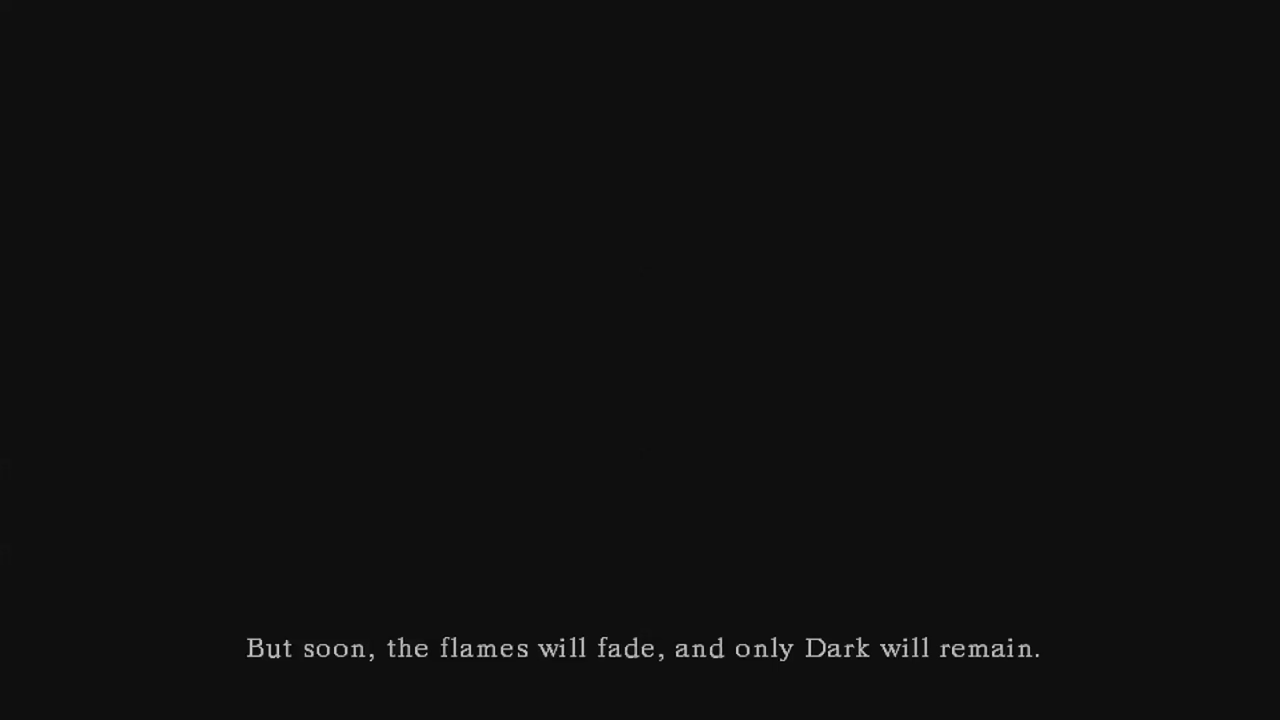 But soon, the flames will fade, and only Dark will remain.